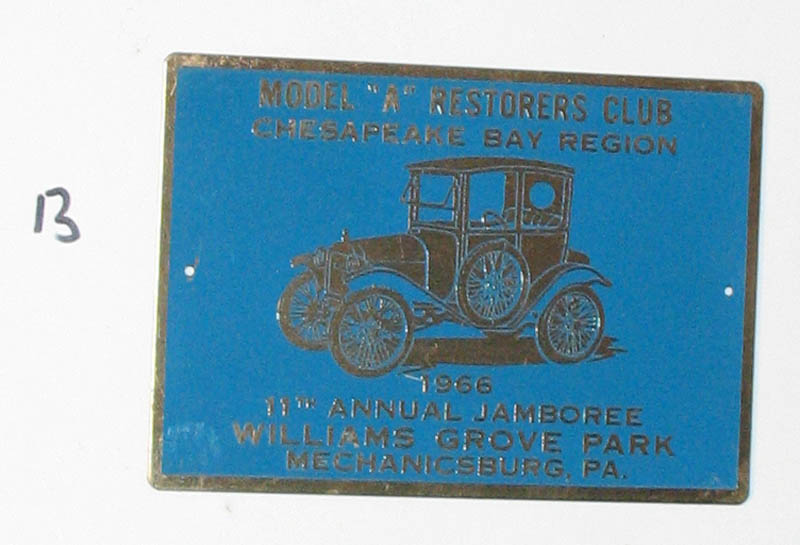 MODEL "A" RESTORERS CLUB
CHESAPEAKE BAY REGION
13
1966
11TH ANNUAL JAMBOREE
WILLIAMS GROVE PARK
MECHANICSBURG, PA.